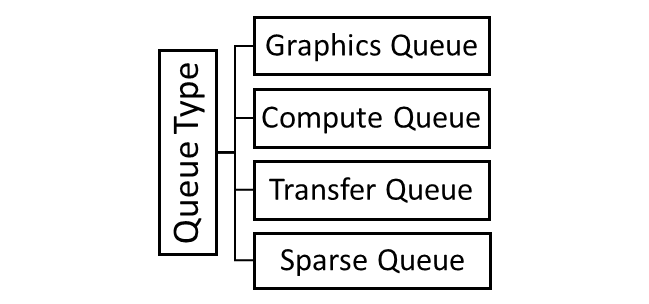 Queue Type
Graphics Queue
Compute Queue
Transfer Queue
Sparse Queue